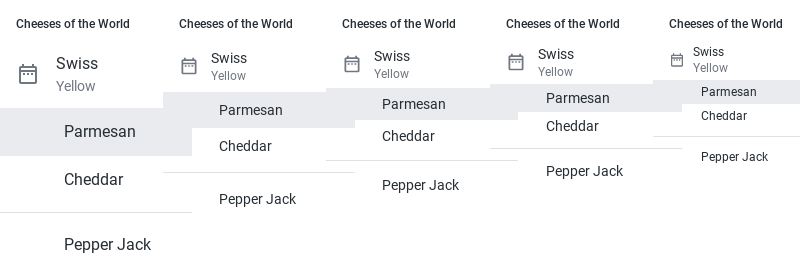 Cheeses of the World
Swiss
Yellow
Parmesan
Cheddar
Pepper Jack
Cheeses of the World
Swiss
Yellow
Parmesan
Cheddar
Pepper Jack
Cheeses of the World
Swiss
Yellow
Parmesan
Cheddar
Pepper Jack
Cheeses of the World
Swiss
Yellow
Parmesan
Cheddar
Pepper Jack
Cheeses of the World
Swiss
Yellow
Parmesan
Cheddar
Pepper Jack